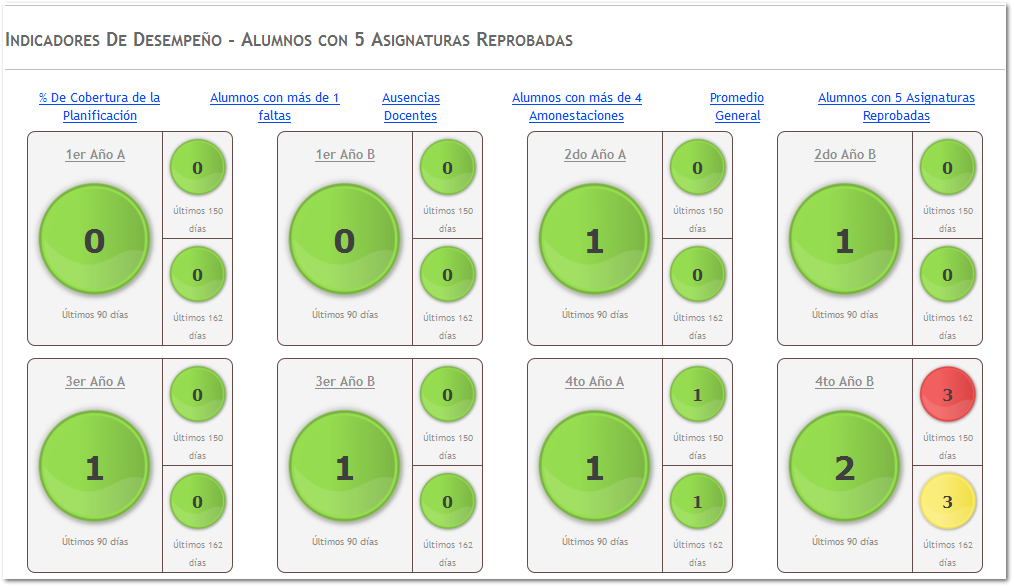 Indicadores De Desempeño - Alumnos con 5 Asignaturas Reprobadas
% De Cobertura de la
Planificación
Alumnos con más de 1
faltas
Ausencias
Docentes
Alumnos con más de 4
Amonestaciones
Promedio
General
Alumnos con 5 Asignaturas
Reprobadas
1er Año A
0
Últimos 90 días
0
Últimos 150
días
0
Últimos 162
días
1er Año B
0
Últimos 90 días
0
Últimos 150
días
0
Últimos 162
días
2do Año A
1
Últimos 90 días
0
Últimos 150
días
0
Últimos 162
días
2do Año B
1
Últimos 90 días
0
Últimos 150
días
0
Últimos 162
días
3er Año A
1
Últimos 90 días
0
Últimos 150
días
0
Últimos 162
días
3er Año B
1
Últimos 90 días
0
Últimos 150
días
0
Últimos 162
días
4to Año A
1
Últimos 90 días
1
Últimos 150
días
1
Últimos 162
días
4to Año B
2
Últimos 90 días
3
Últimos 150
días
3
Últimos 162
días